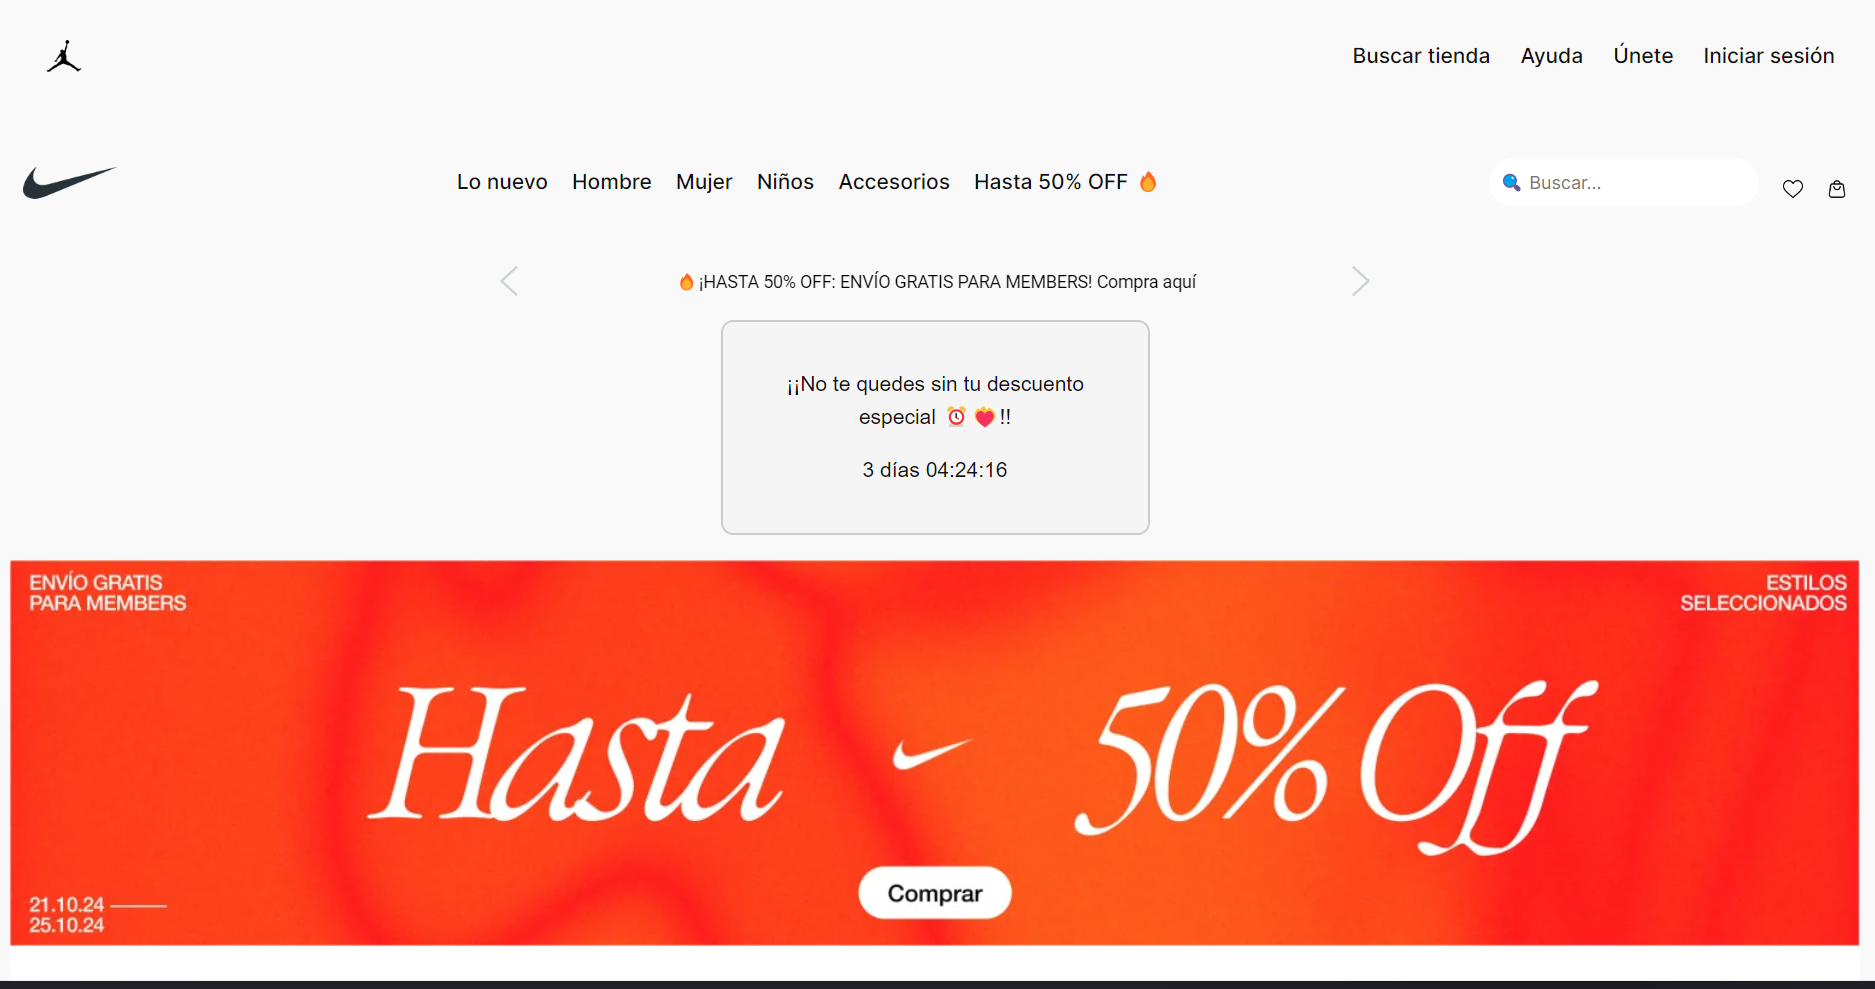 Buscar tienda Ayuda Únete Iniciar sesión
Lo nuevo Hombre Mujer Niños Accesorios Hasta 50% OFF 🔥
🔍 Buscar...
🔥 ¡HASTA 50% OFF: ENVÍO GRATIS PARA MEMBERS! Compra aquí
¡¡No te quedes sin tu descuento
especial ⏰ ❤️‍🔥 !!
3 días 04:24:16
ENVÍO GRATIS
PARA MEMBERS
ESTILOS
SELECCIONADOS
Hasta 50% Off
Comprar
21.10.24
25.10.24